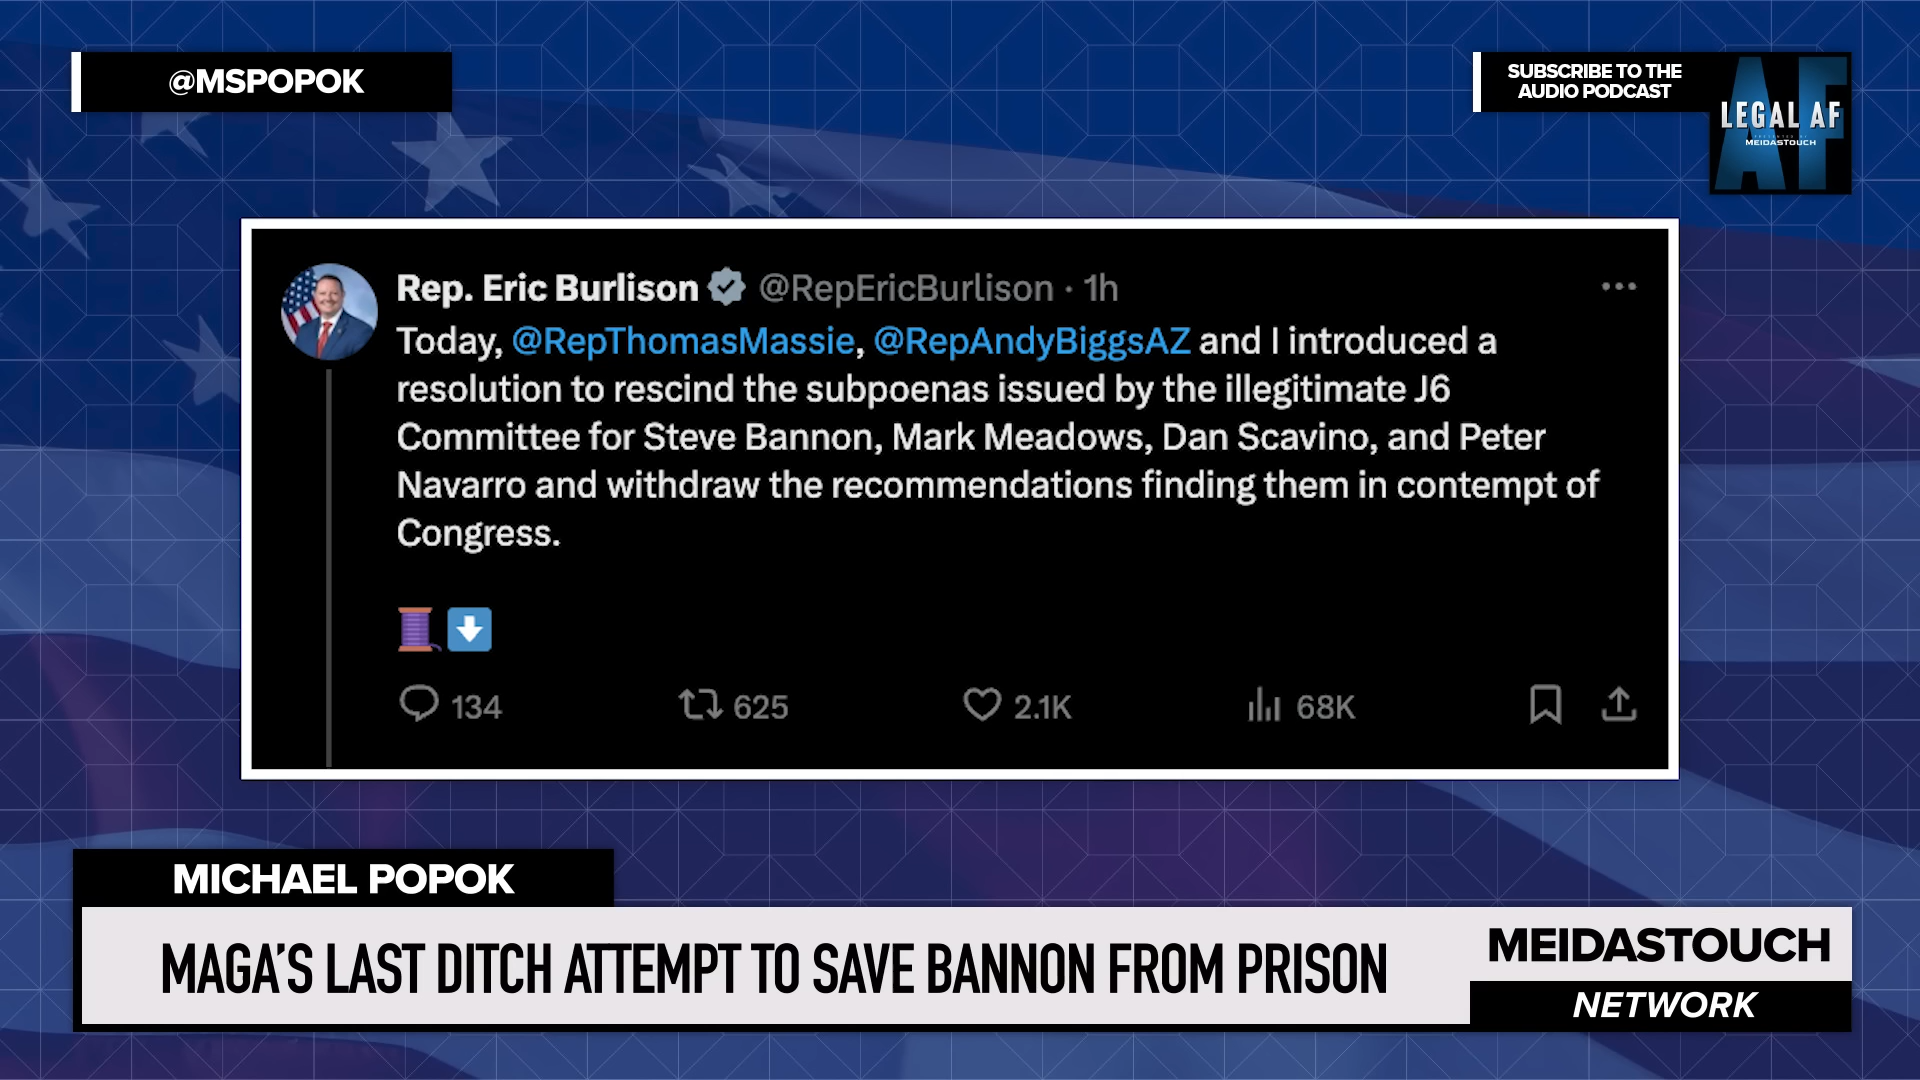 @MSPOPOK
SUBSCRIBE TO THE
AUDIO PODCAST
LEGAL AF
PRESENTED BY
MEIDASTOUCH
Rep. Eric Burlison @RepEricBurlison · 1h
Today, @RepThomasMassie, @RepAndyBiggsAZ and I introduced a
resolution to rescind the subpoenas issued by the illegitimate J6
Committee for Steve Bannon, Mark Meadows, Dan Scavino, and Peter
Navarro and withdraw the recommendations finding them in contempt of
Congress.
134 625 2.1K 68K
MICHAEL POPOK
MAGA'S LAST DITCH ATTEMPT TO SAVE BANNON FROM PRISON
MEIDASTOUCH
NETWORK